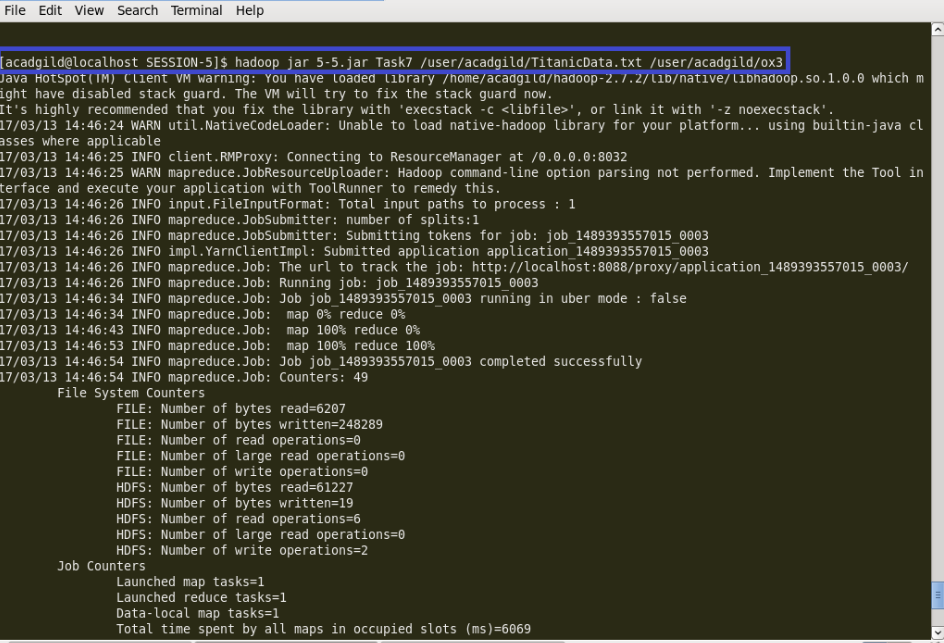 File Edit View Search Terminal Help
[acadgild@localhost SESSION-5]$ hadoop jar 5-5.jar Task7 /user/acadgild/TitanicData.txt /user/acadgild/ox3
Java HotSpot(TM) Client VM warning: You have loaded library /home/acadgild/hadoop-2.7.2/lib/native/libhadoop.so.1.0.0 which m
ight have disabled stack guard. The VM will try to fix the stack guard now.
It's highly recommended that you fix the library with 'execstack -c <libfile>', or link it with '-z noexecstack'.
17/03/13 14:46:24 WARN util.NativeCodeLoader: Unable to load native-hadoop library for your platform... using builtin-java cl
asses where applicable
17/03/13 14:46:25 INFO client.RMProxy: Connecting to ResourceManager at /0.0.0.0:8032
17/03/13 14:46:25 WARN mapreduce.JobResourceUploader: Hadoop command-line option parsing not performed. Implement the Tool in
terface and execute your application with ToolRunner to remedy this.
17/03/13 14:46:26 INFO input.FileInputFormat: Total input paths to process : 1
17/03/13 14:46:26 INFO mapreduce.JobSubmitter: number of splits:1
17/03/13 14:46:26 INFO mapreduce.JobSubmitter: Submitting tokens for job: job_1489393557015_0003
17/03/13 14:46:26 INFO impl.YarnClientImpl: Submitted application application_1489393557015_0003
17/03/13 14:46:26 INFO mapreduce.Job: The url to track the job: http://localhost:8088/proxy/application_1489393557015_0003/
17/03/13 14:46:26 INFO mapreduce.Job: Running job: job_1489393557015_0003
17/03/13 14:46:34 INFO mapreduce.Job: Job job_1489393557015_0003 running in uber mode : false
17/03/13 14:46:34 INFO mapreduce.Job:  map 0% reduce 0%
17/03/13 14:46:43 INFO mapreduce.Job:  map 100% reduce 0%
17/03/13 14:46:53 INFO mapreduce.Job:  map 100% reduce 100%
17/03/13 14:46:54 INFO mapreduce.Job: Job job_1489393557015_0003 completed successfully
17/03/13 14:46:54 INFO mapreduce.Job: Counters: 49
File System Counters
FILE: Number of bytes read=6207
FILE: Number of bytes written=248289
FILE: Number of read operations=0
FILE: Number of large read operations=0
FILE: Number of write operations=0
HDFS: Number of bytes read=61227
HDFS: Number of bytes written=19
HDFS: Number of read operations=6
HDFS: Number of large read operations=0
HDFS: Number of write operations=2
Job Counters
Launched map tasks=1
Launched reduce tasks=1
Data-local map tasks=1
Total time spent by all maps in occupied slots (ms)=6069